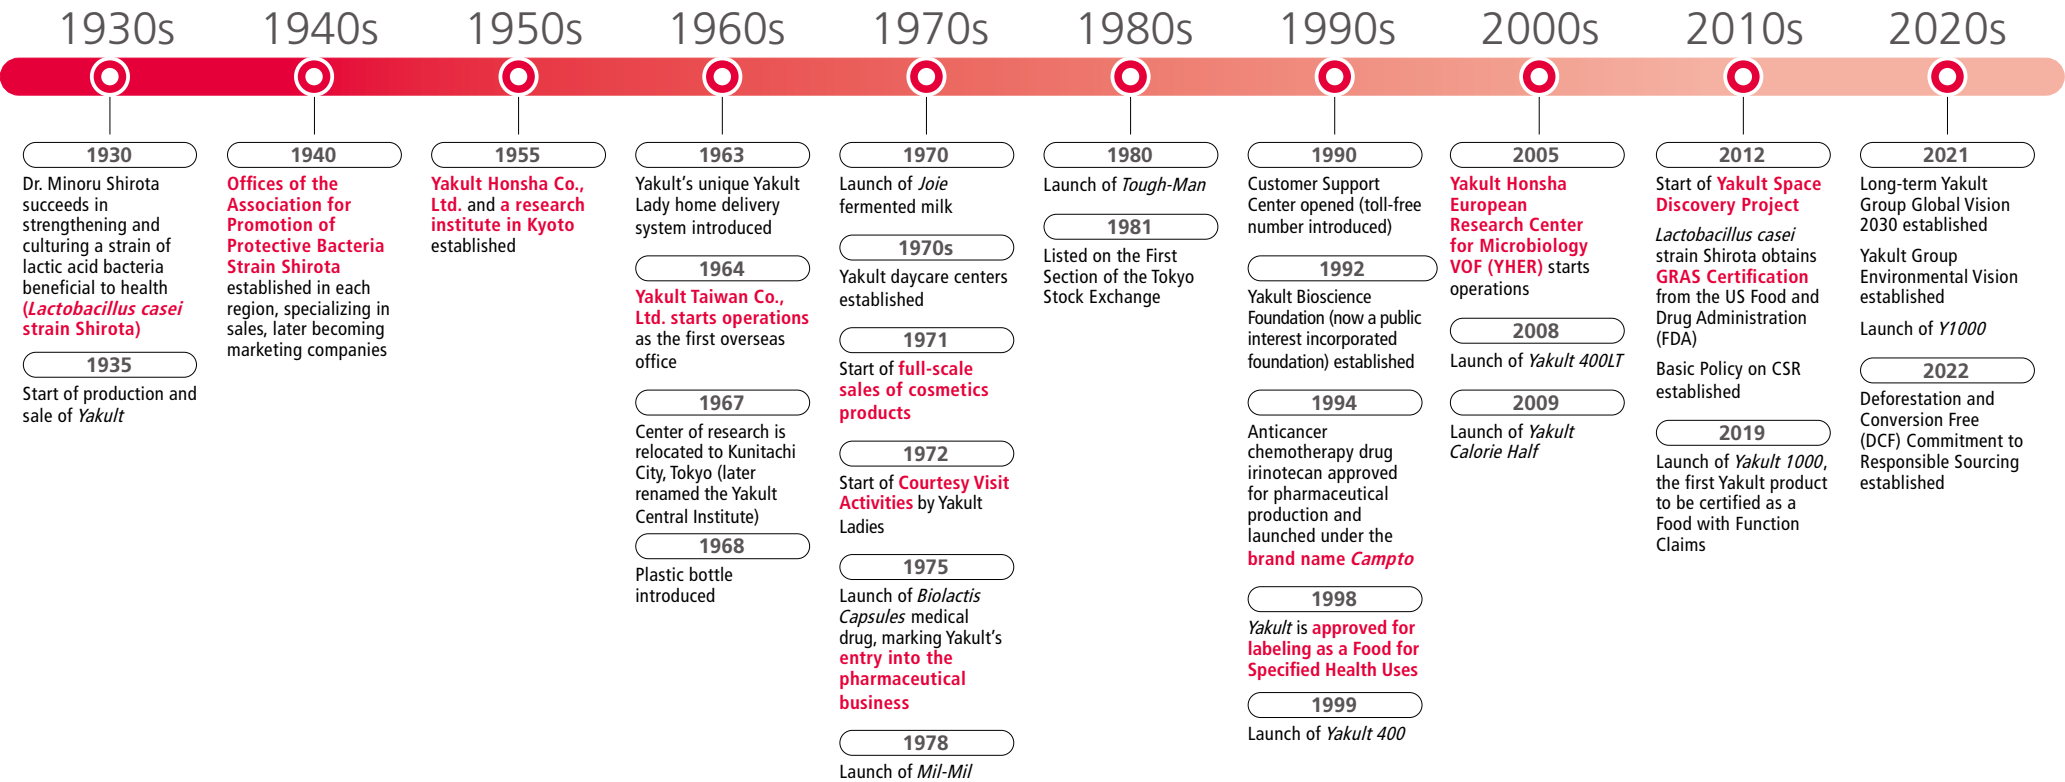 1930s
1940s
1950s
1960s
1970s
1980s
1990s
2000s
2010s
2020s
1930
Dr. Minoru Shirota
succeeds in
strengthening and
culturing a strain of
lactic acid bacteria
beneficial to health
(Lactobacillus casei
strain Shirota)
1935
Start of production and
sale of Yakult
1940
Offices of the
Association for
Promotion of
Protective Bacteria
Strain Shirota
established in each
region, specializing in
sales, later becoming
marketing companies
1955
Yakult Honsha Co.,
Ltd. and a research
institute in Kyoto
established
1963
Yakult's unique Yakult
Lady home delivery
system introduced
1964
Yakult Taiwan Co.,
Ltd. starts operations
as the first overseas
office
1967
Center of research is
relocated to Kunitachi
City, Tokyo (later
renamed the Yakult
Central Institute)
1968
Plastic bottle
introduced
1970
Launch of Joie
fermented milk
1970s
Yakult daycare centers
established
1971
Start of full-scale
sales of cosmetics
products
1972
Start of Courtesy Visit
Activities by Yakult
Ladies
1975
Launch of Biolactis
Capsules medical
drug, marking Yakult's
entry into the
pharmaceutical
business
1978
Launch of Mil-Mil
1980
Launch of Tough-Man
1981
Listed on the First
Section of the Tokyo
Stock Exchange
1990
Customer Support
Center opened (toll-free
number introduced)
1992
Yakult Bioscience
Foundation (now a public
interest incorporated
foundation) established
1994
Anticancer
chemotherapy drug
irinotecan approved
for pharmaceutical
production and
launched under the
brand name Campto
1998
Yakult is approved for
labeling as a Food for
Specified Health Uses
1999
Launch of Yakult 400
2005
Yakult Honsha
European
Research Center
for Microbiology
VOF (YHER) starts
operations
2008
Launch of Yakult 400LT
2009
Launch of Yakult
Calorie Half
2012
Start of Yakult Space
Discovery Project
Lactobacillus casei
strain Shirota obtains
GRAS Certification
from the US Food and
Drug Administration
(FDA)
Basic Policy on CSR
established
2019
Launch of Yakult 1000,
the first Yakult product
to be certified as a
Food with Function
Claims
2021
Long-term Yakult
Group Global Vision
2030 established
Yakult Group
Environmental Vision
established
Launch of Y1000
2022
Deforestation and
Conversion Free
(DCF) Commitment to
Responsible Sourcing
established